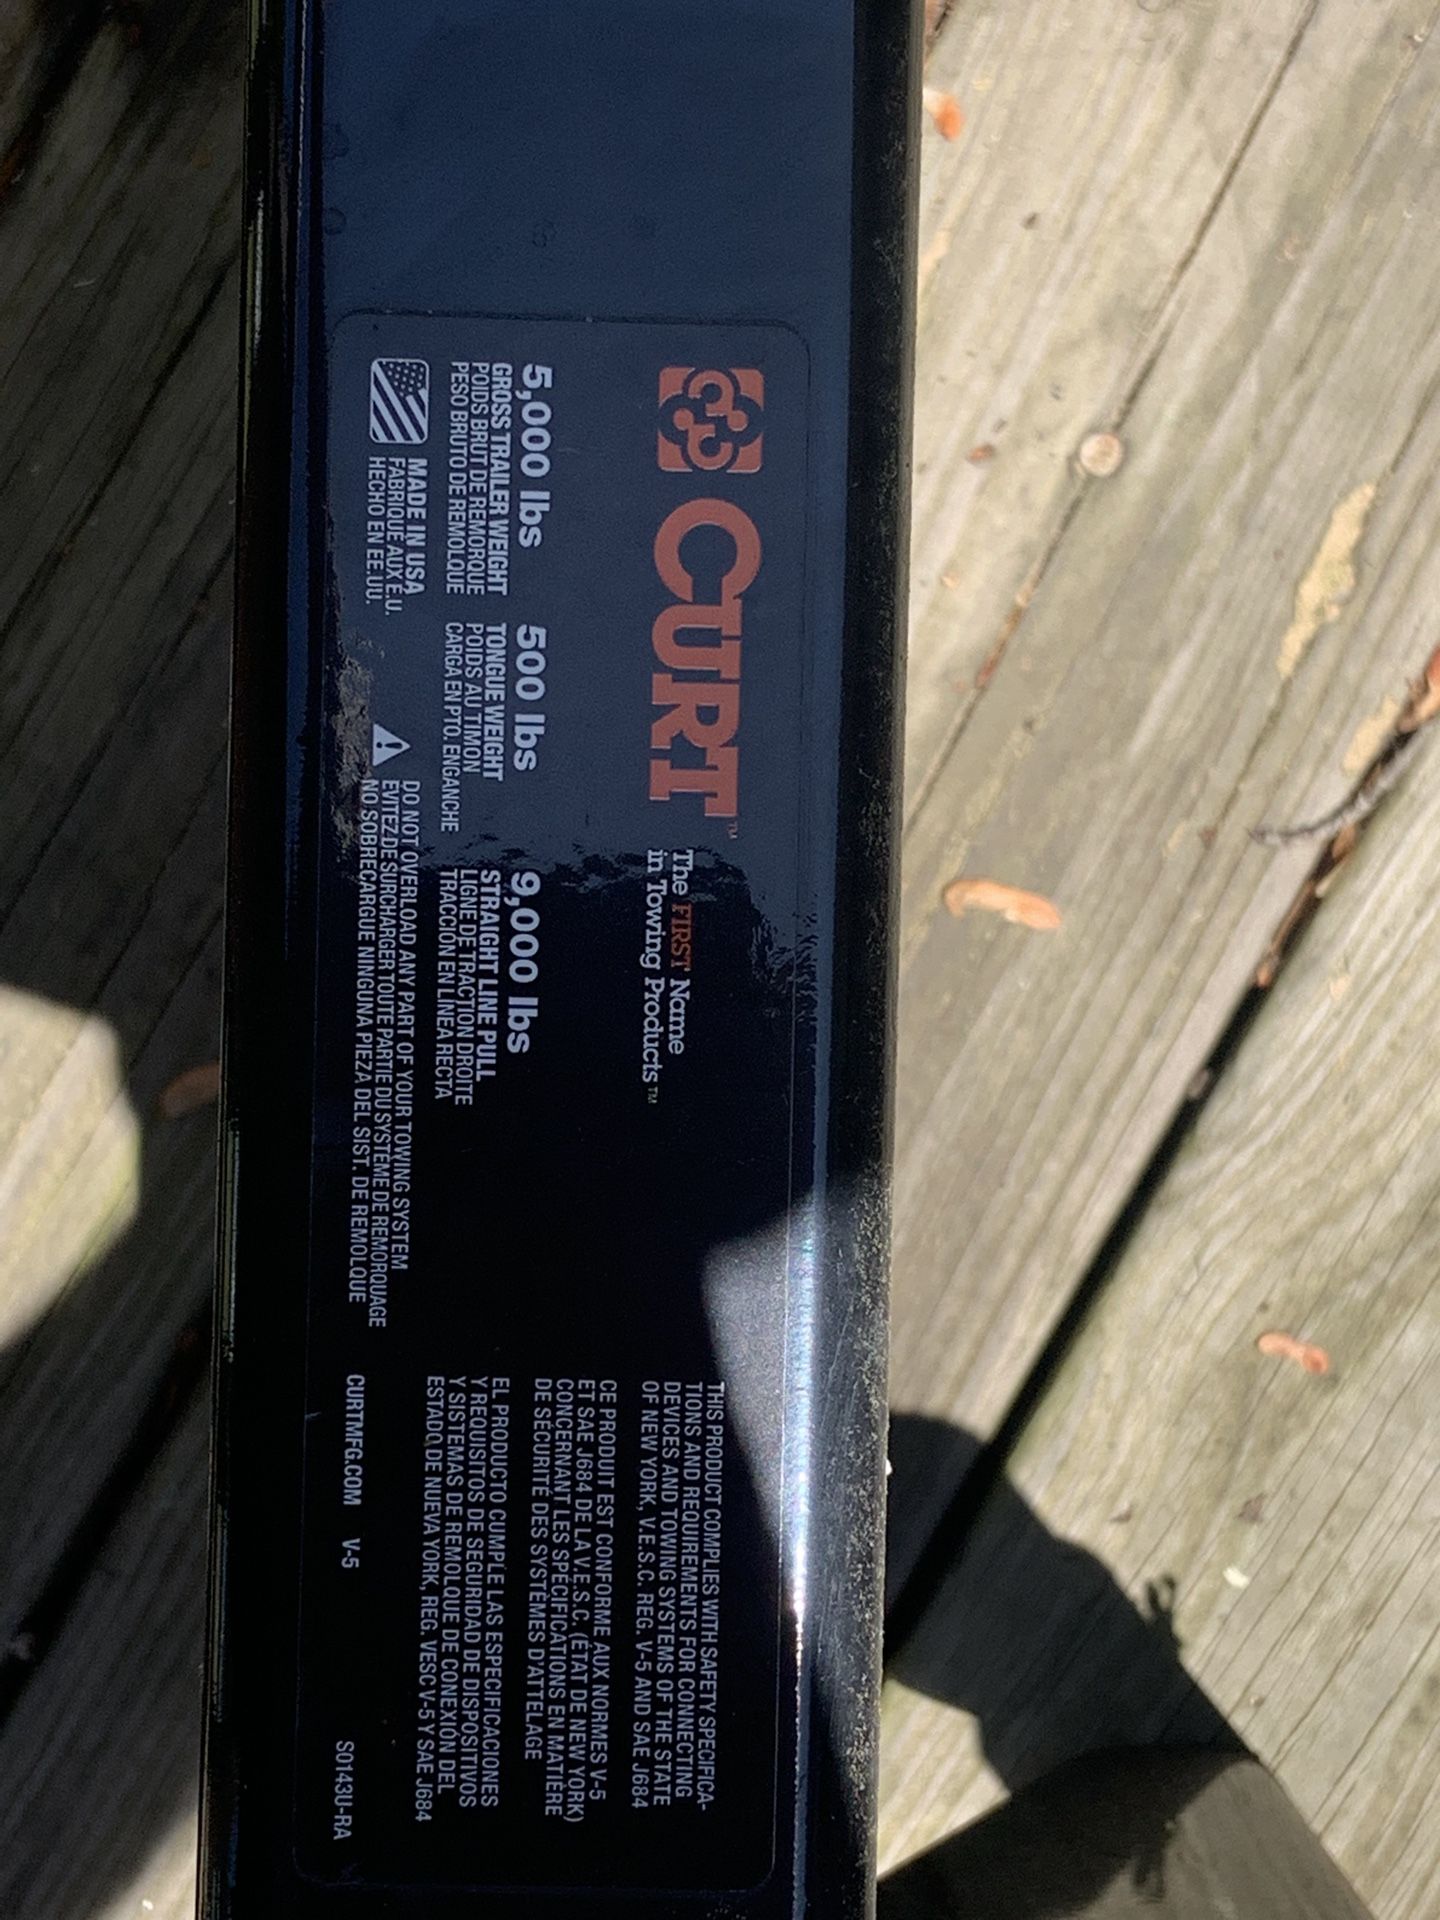 CURT™
The FIRST Name
in Towing Products™
5,000 lbs
GROSS TRAILER WEIGHT
POIDS BRUT DE REMORQUE
PESO BRUTO DE REMOLQUE
500 lbs
TONGUE WEIGHT
POIDS AU TIMON
CARGA EN PTO. ENGANCHE
9,000 lbs
STRAIGHT LINE PULL
LIGNE DE TRACTION DROITE
TRACCION EN LINEA RECTA
MADE IN USA
FABRIQUE AUX É.U.
HECHO EN EE.UU.
DO NOT OVERLOAD ANY PART OF YOUR TOWING SYSTEM
EVITEZ DE SURCHARGER TOUTE PARTIE DU SYSTEME DE REMORQUAGE
NO SOBRECARGUE NINGUNA PIEZA DEL SIST. DE REMOLQUE
THIS PRODUCT COMPLIES WITH SAFETY SPECIFICA-
TIONS AND REQUIREMENTS FOR CONNECTING
DEVICES AND TOWING SYSTEMS OF THE STATE
OF NEW YORK, V.E.S.C. REG. V-5 AND SAE J684
CE PRODUIT EST CONFORME AUX NORMES V-5
ET SAE J684 DE LA V.E.S.C. (ÉTAT DE NEW YORK)
CONCERNANT LES SPÉCIFICATIONS EN MATIÈRE
DE SÉCURITÉ DES SYSTÈMES D'ATTELAGE
EL PRODUCTO CUMPLE LAS ESPECIFICACIONES
Y REQUISITOS DE SEGURIDAD DE DISPOSITIVOS
Y SISTEMAS DE REMOLQUE DE CONEXIÓN DEL
ESTADO DE NUEVA YORK, REG. VESC V-5 Y SAE J684
CURTMFG.COM V-5
S0143U-RA